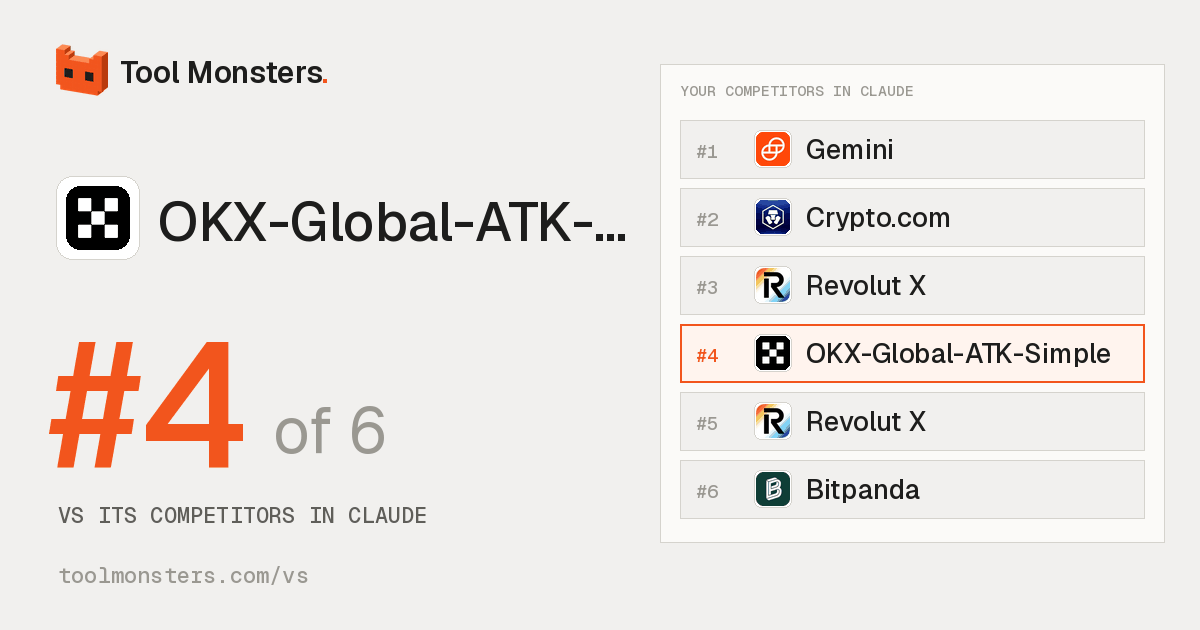 Tool Monsters.
OKX-Global-ATK-…
#4 of 6
VS ITS COMPETITORS IN CLAUDE
toolmonsters.com/vs
YOUR COMPETITORS IN CLAUDE
#1 Gemini
#2 Crypto.com
#3 Revolut X
#4 OKX-Global-ATK-Simple
#5 Revolut X
#6 Bitpanda